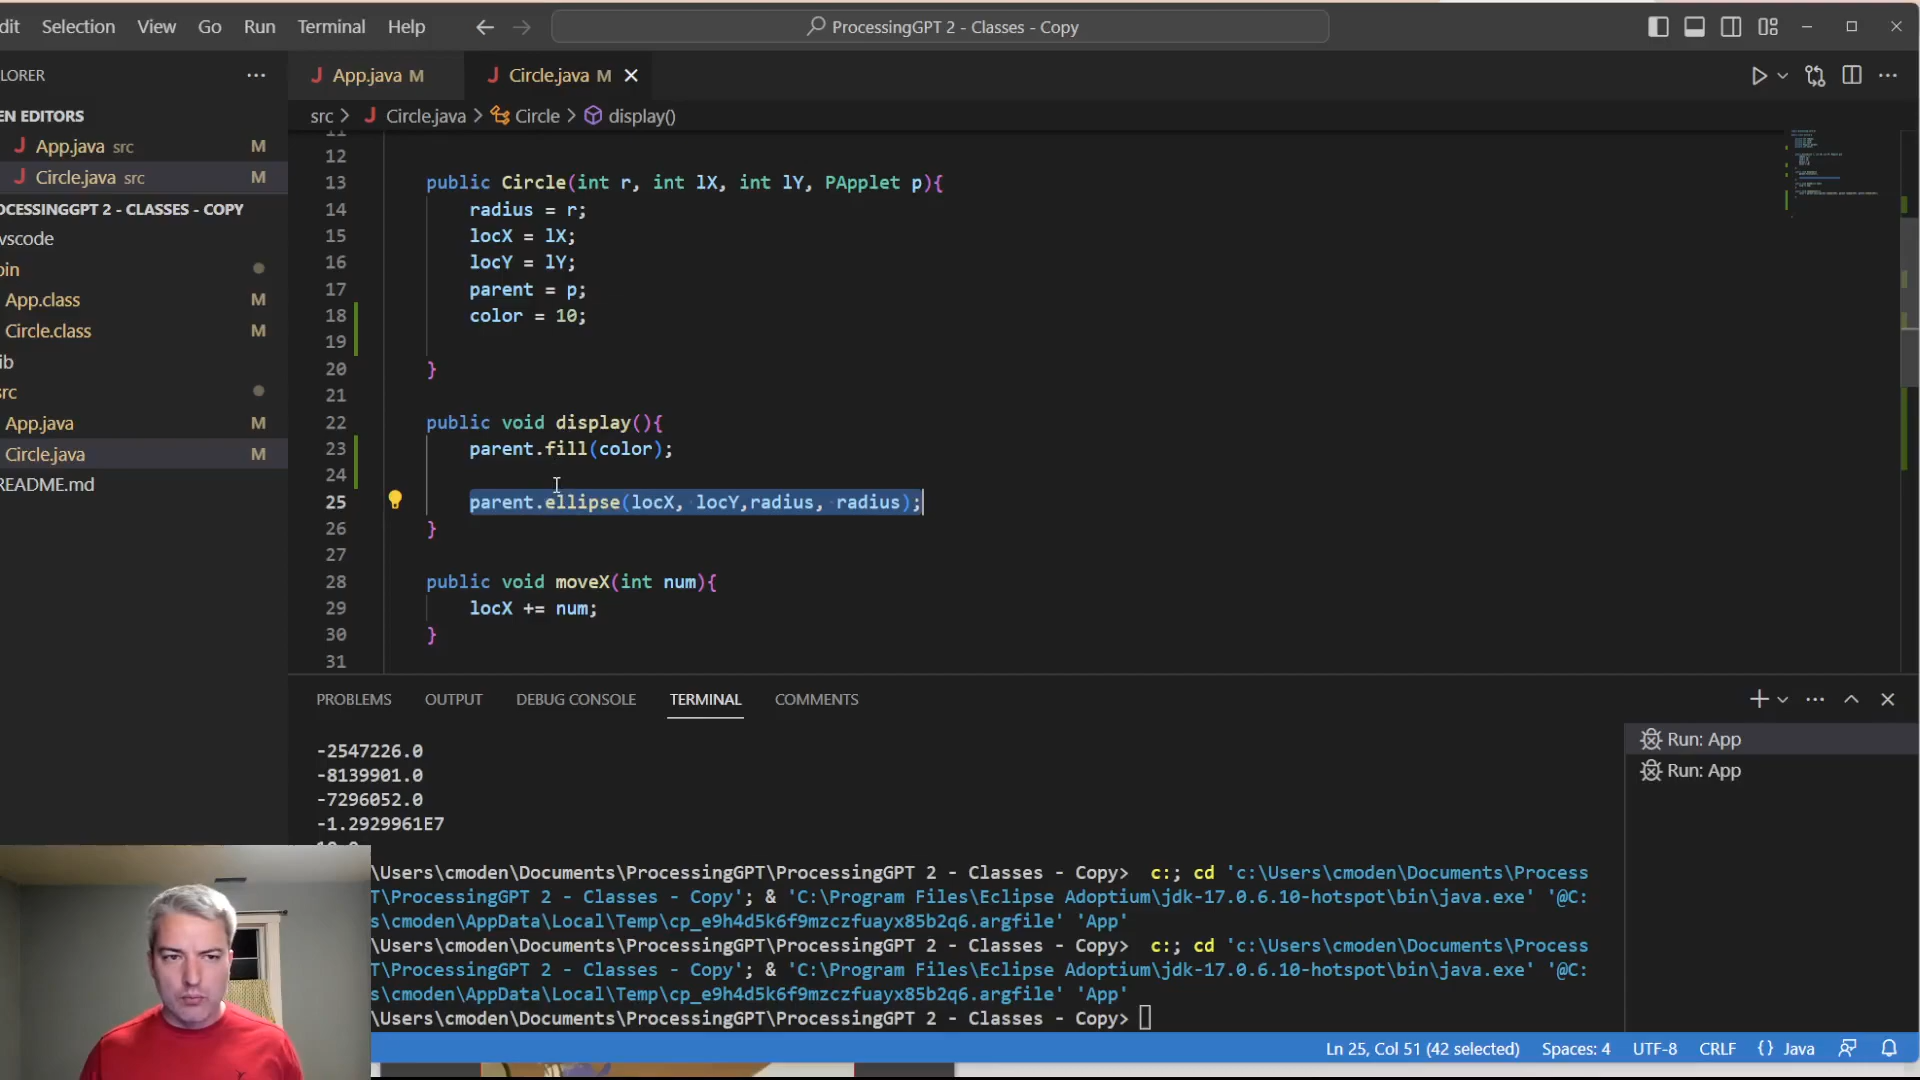 dit Selection View Go Run Terminal Help ProcessingGPT 2 - Classes - Copy
LORER
App.java M
Circle.java M
EN EDITORS
src > Circle.java > Circle > display()
App.java src M
Circle.java src M
OCESSINGGPT 2 - CLASSES - COPY
vscode
pin
App.class M
Circle.class M
ib
rc
App.java M
Circle.java M
README.md
11
12
13 public Circle(int r, int lX, int lY, PApplet p){
14 radius = r;
15 locX = lX;
16 locY = lY;
17 parent = p;
18 color = 10;
19
20 }
21
22 public void display(){
23 parent.fill(color);
24
25 parent.ellipse(locX, locY,radius, radius);
26 }
27
28 public void moveX(int num){
29 locX += num;
30 }
31
PROBLEMS OUTPUT DEBUG CONSOLE TERMINAL COMMENTS
-2547226.0
-8139901.0
-7296052.0
-1.2929961E7
Run: App
Run: App
\Users\cmoden\Documents\ProcessingGPT\ProcessingGPT 2 - Classes - Copy> c:; cd 'c:\Users\cmoden\Documents\Process
T\ProcessingGPT 2 - Classes - Copy'; & 'C:\Program Files\Eclipse Adoptium\jdk-17.0.6.10-hotspot\bin\java.exe' '@C:
s\cmoden\AppData\Local\Temp\cp_e9h4d5k6f9mzczfuayx85b2q6.argfile' 'App'
\Users\cmoden\Documents\ProcessingGPT\ProcessingGPT 2 - Classes - Copy> c:; cd 'c:\Users\cmoden\Documents\Process
T\ProcessingGPT 2 - Classes - Copy'; & 'C:\Program Files\Eclipse Adoptium\jdk-17.0.6.10-hotspot\bin\java.exe' '@C:
s\cmoden\AppData\Local\Temp\cp_e9h4d5k6f9mzczfuayx85b2q6.argfile' 'App'
\Users\cmoden\Documents\ProcessingGPT\ProcessingGPT 2 - Classes - Copy>
Ln 25, Col 51 (42 selected) Spaces: 4 UTF-8 CRLF {} Java